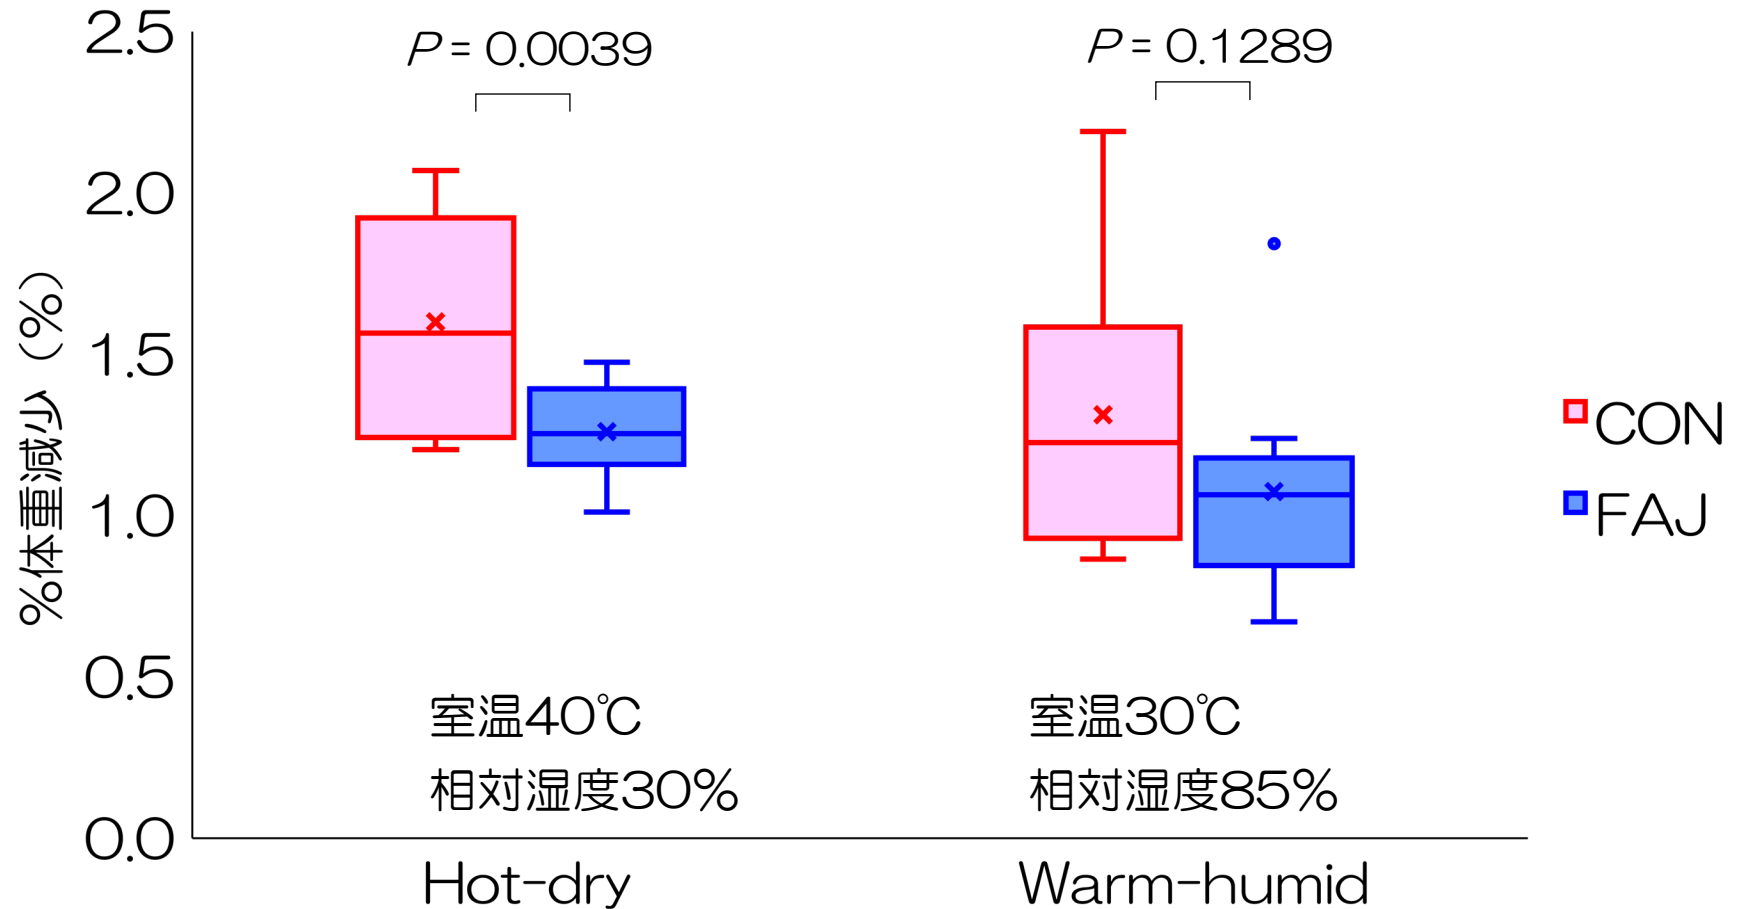 %体重減少（%）
2.5
2.0
1.5
1.0
0.5
0.0
P = 0.0039
P = 0.1289
室温40℃
相対湿度30%
室温30℃
相対湿度85%
Hot-dry
Warm-humid
CON
FAJ